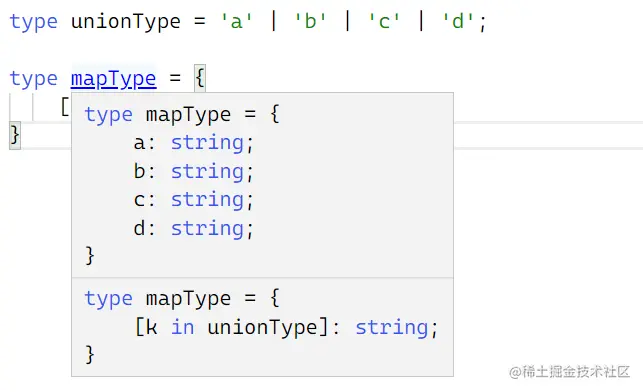 type unionType = 'a' | 'b' | 'c' | 'd';
type mapType = {
[
}
type mapType = {
a: string;
b: string;
c: string;
d: string;
}
type mapType = {
[k in unionType]: string;
}
@稀土掘金技术社区